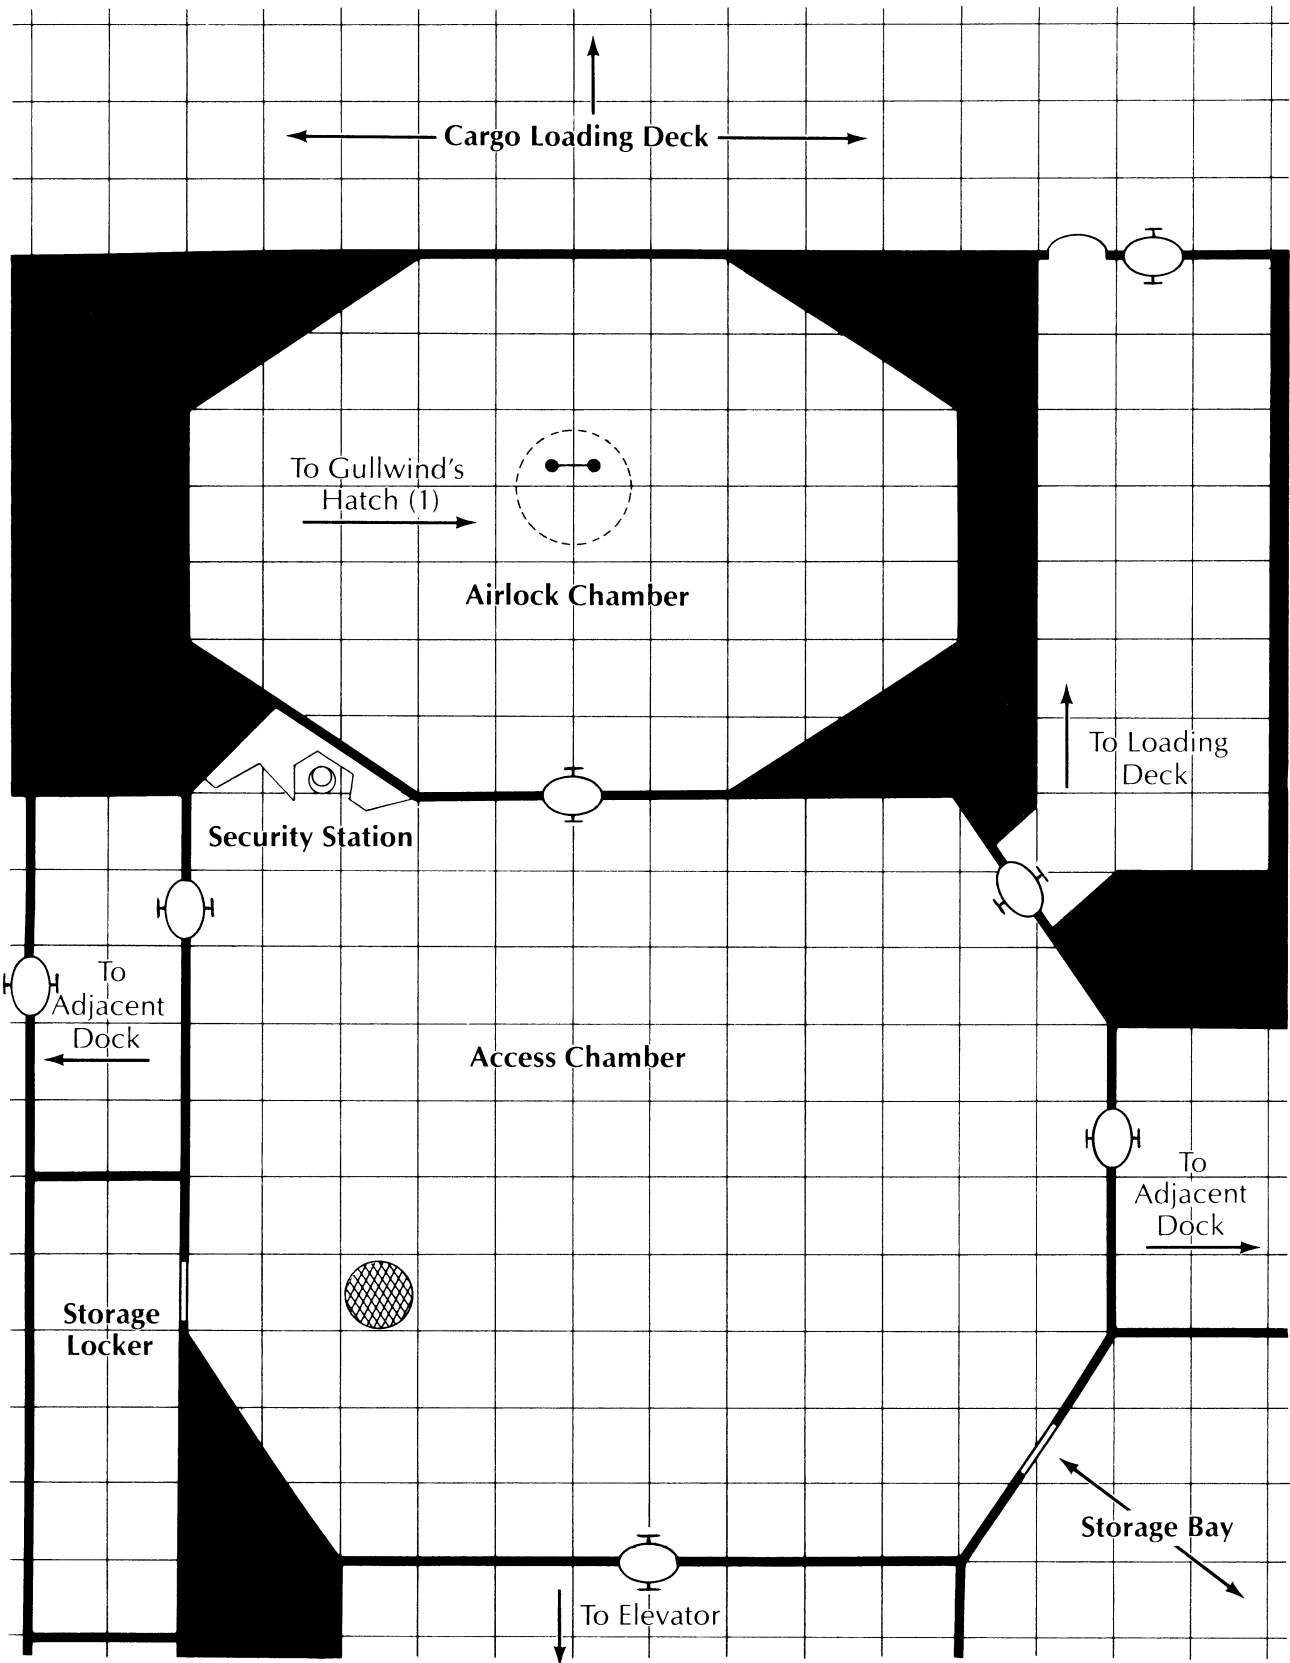 Cargo Loading Deck
To Gullwind's
Hatch (1)
Airlock Chamber
To Loading
Deck
Security Station
To
Adjacent
Dock
Access Chamber
To
Adjacent
Dock
Storage
Locker
Storage Bay
To Elevator